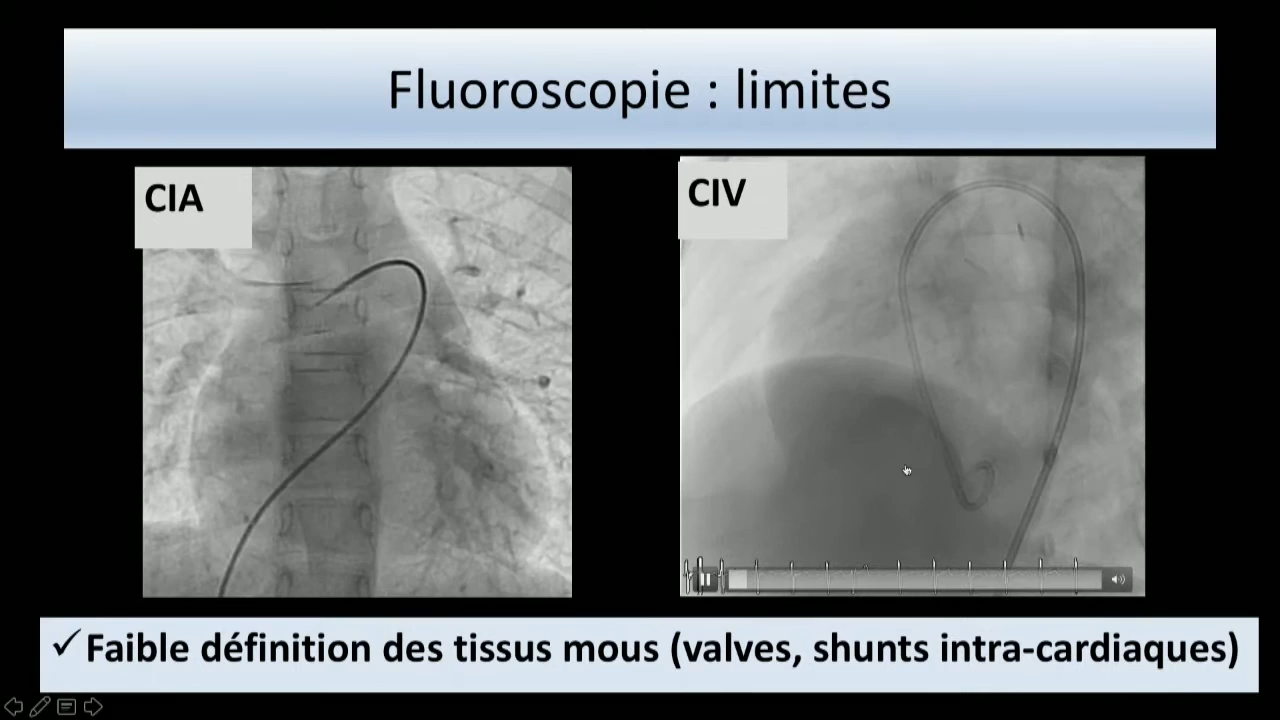 Fluoroscopie : limites
CIA
CIV
✓Faible définition des tissus mous (valves, shunts intra-cardiaques)